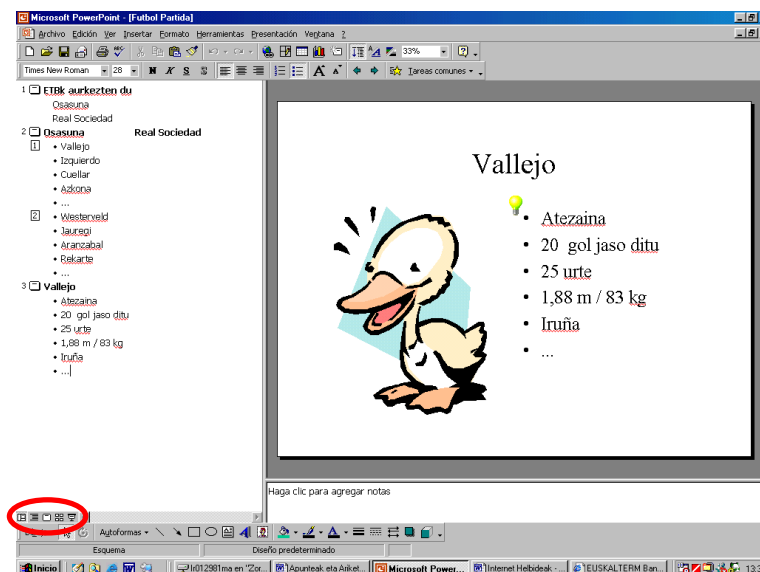 Microsoft PowerPoint - [Futbol Partida]
Archivo Edición Ver Insertar Formato Herramientas Presentación Ventana ?
33%
Times New Roman 28 N K S S Tareas comunes
1 ETBk aurkezten du
Osasuna
Real Sociedad
2 Osasuna Real Sociedad
1 • Vallejo
• Izquierdo
• Cuellar
• Azkona
• ...
2 • Westerveld
• Jauregi
• Aranzabal
• Rekarte
• ...
3 Vallejo
• Atezaina
• 20 gol jaso ditu
• 25 urte
• 1,88 m / 83 kg
• Iruña
• ...
Vallejo
• Atezaina
• 20 gol jaso ditu
• 25 urte
• 1,88 m / 83 kg
• Iruña
• ...
Haga clic para agregar notas
Autoformas
Esquema Diseño predeterminado
Inicio lr012981ma en "Zor... Apunteak eta Ariket... Microsoft Power... Internet Helbideak - ... EUSKALTERM Ban...